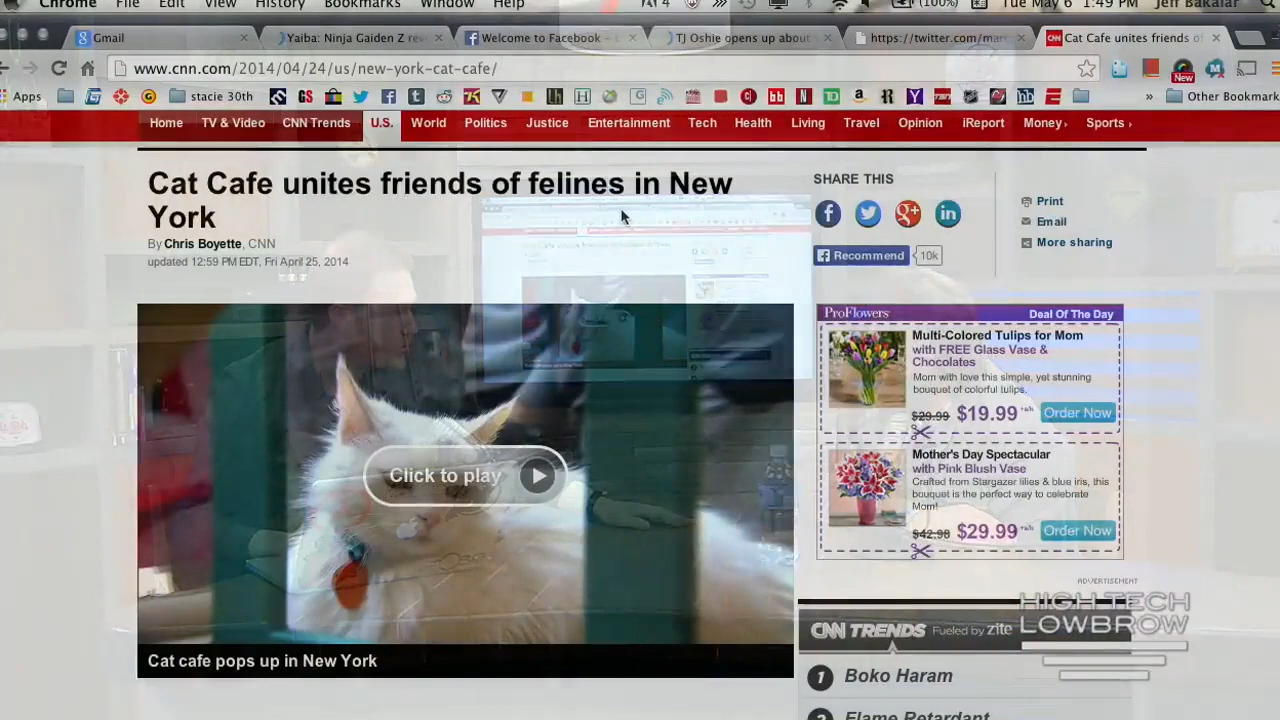 Chrome File Edit View History Bookmarks Window Help (100%) Tue May 6 1:49 PM Jeff Bakalar
Gmail Yaiba: Ninja Gaiden Z rev Welcome to Facebook – TJ Oshie opens up about https://twitter.com/mar Cat Cafe unites friends of
www.cnn.com/2014/04/24/us/new-york-cat-cafe/
Apps stacie 30th New » Other Bookmark
Home TV & Video CNN Trends U.S. World Politics Justice Entertainment Tech Health Living Travel Opinion iReport Money Sports
Cat Cafe unites friends of felines in New
York
By Chris Boyette, CNN
updated 12:59 PM EDT, Fri April 25, 2014
SHARE THIS
Recommend 10k
Print
Email
More sharing
Click to play
Cat cafe pops up in New York
ProFlowers Deal Of The Day
Multi-Colored Tulips for Mom
with FREE Glass Vase &
Chocolates
Mom with love this simple, yet stunning
bouquet of colorful tulips.
$29.99 $19.99 Order Now
Mother's Day Spectacular
with Pink Blush Vase
Crafted from Stargazer lilies & blue iris, this
bouquet is the perfect way to celebrate
Mom!
$42.98 $29.99 Order Now
ADVERTISEMENT
HIGH TECH
LOWBROW
CNN TRENDS Fueled by zite
1 Boko Haram
2 Flame Retardant